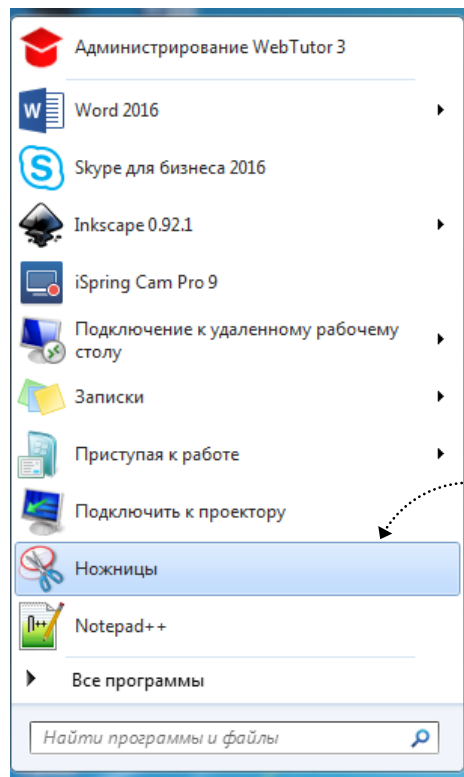 Администрирование WebTutor 3
Word 2016
Skype для бизнеса 2016
Inkscape 0.92.1
iSpring Cam Pro 9
Подключение к удаленному рабочему
столу
Записки
Приступая к работе
Подключить к проектору
Ножницы
Notepad++
Все программы
Найти программы и файлы